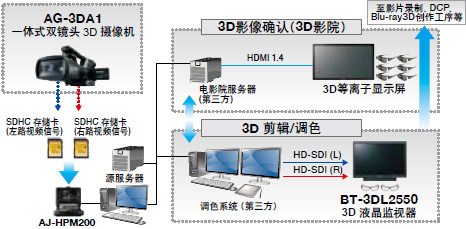 AG-3DA1
一体式双镜头 3D 摄像机
SDHC 存储卡
(左路视频信号)
SDHC 存储卡
(右路视频信号)
AJ-HPM200
源服务器
3D影像确认(3D影院)
HDMI 1.4
电影院服务器
(第三方)
3D等离子显示屏
3D 剪辑/调色
HD-SDI (L)
HD-SDI (R)
调色系统 (第三方)
BT-3DL2550
3D 液晶监视器
至影片录制、DCP、
Blu-ray3D创作工序等